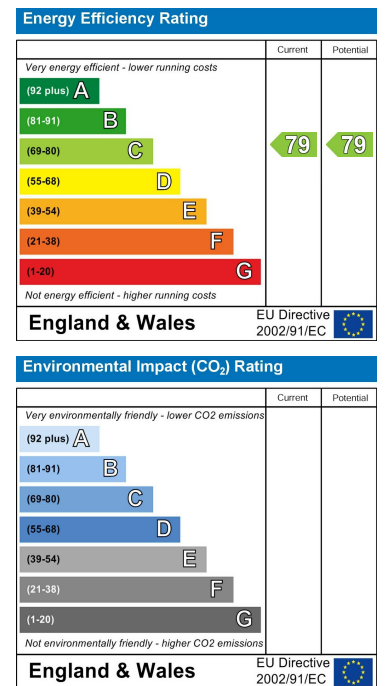 Energy Efficiency Rating
Current Potential
Very energy efficient - lower running costs
(92 plus) A
(81-91) B
(69-80) C 79 79
(55-68) D
(39-54) E
(21-38) F
(1-20) G
Not energy efficient - higher running costs
England & Wales EU Directive 2002/91/EC
Environmental Impact (CO₂) Rating
Current Potential
Very environmentally friendly - lower CO2 emissions
(92 plus) A
(81-91) B
(69-80) C
(55-68) D
(39-54) E
(21-38) F
(1-20) G
Not environmentally friendly - higher CO2 emissions
England & Wales EU Directive 2002/91/EC